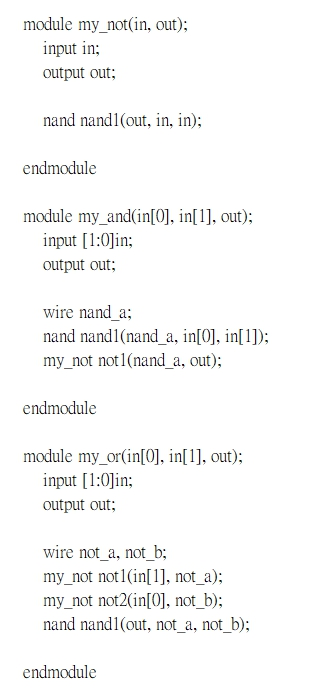 module my_not(in, out);
input in;
output out;
nand nand1(out, in, in);
endmodule
module my_and(in[0], in[1], out);
input [1:0]in;
output out;
wire nand_a;
nand nand1(nand_a, in[0], in[1]);
my_not not1(nand_a, out);
endmodule
module my_or(in[0], in[1], out);
input [1:0]in;
output out;
wire not_a, not_b;
my_not not1(in[1], not_a);
my_not not2(in[0], not_b);
nand nand1(out, not_a, not_b);
endmodule